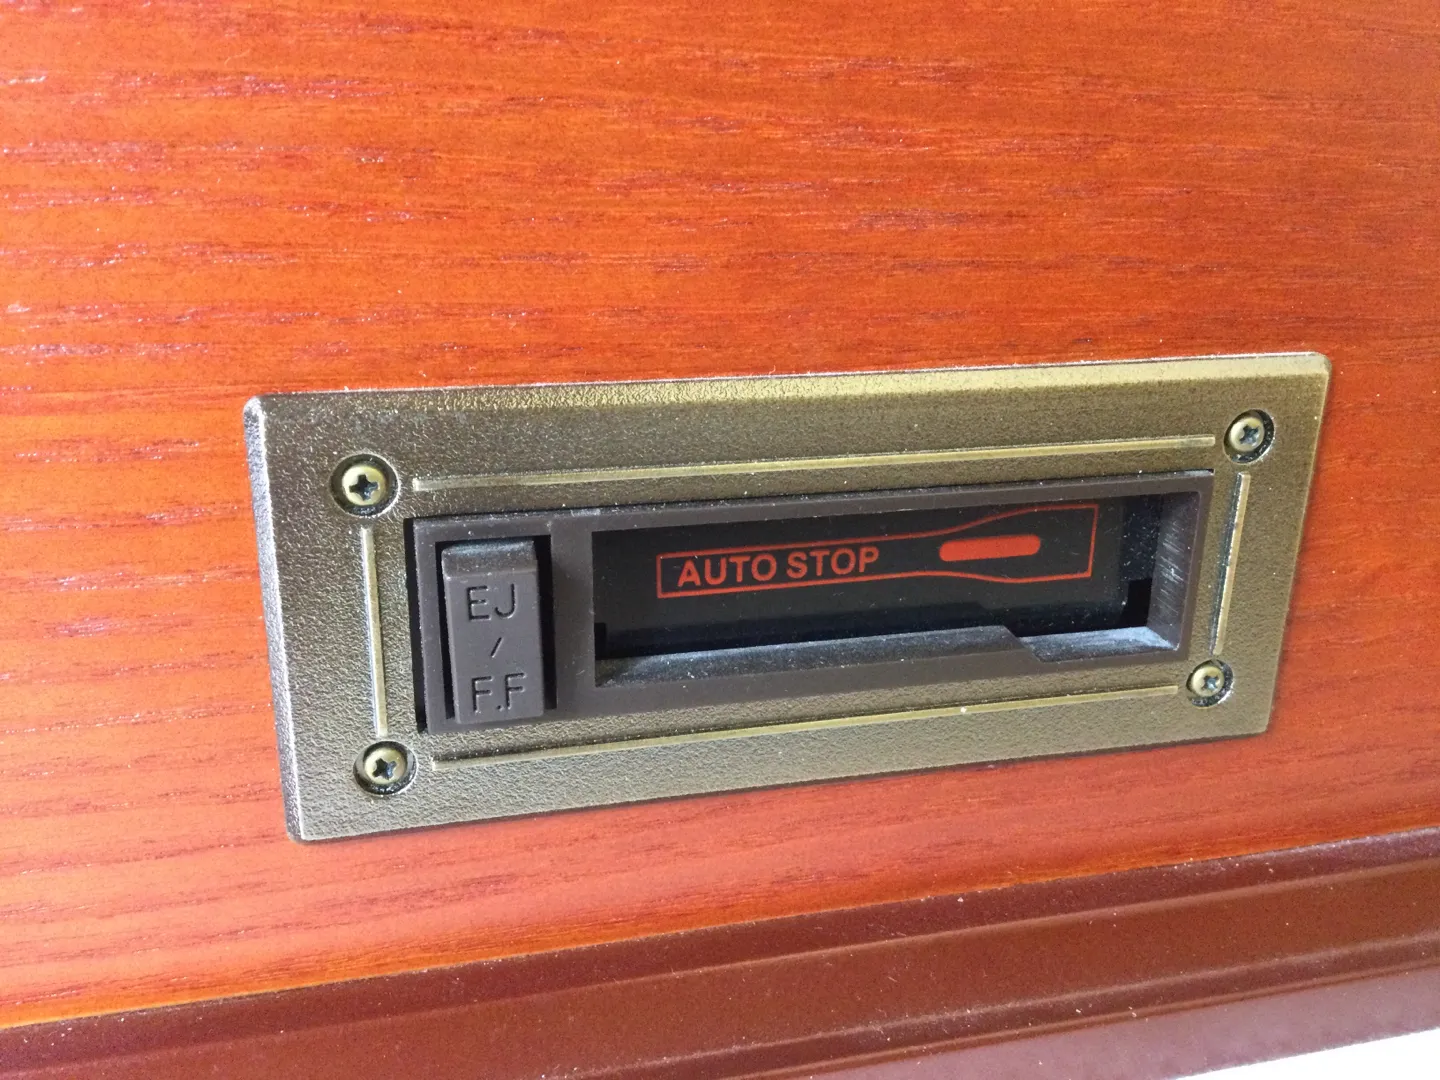 EJ
/
F.F
AUTO STOP